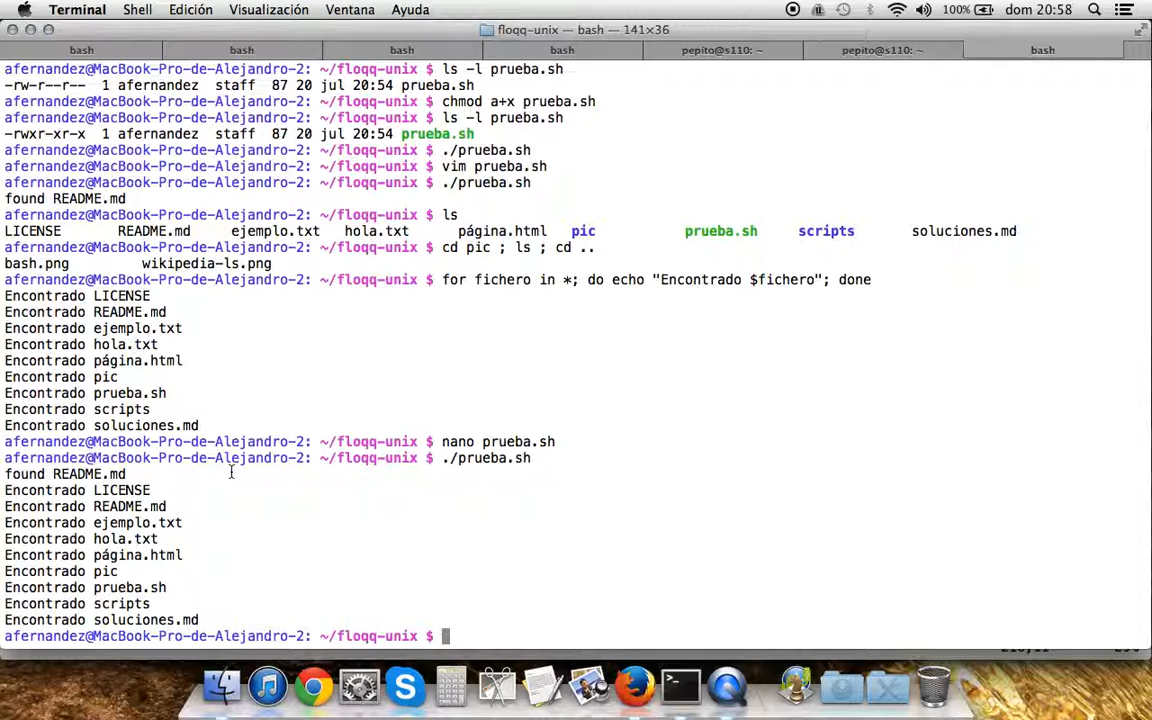 Terminal Shell Edición Visualización Ventana Ayuda 100% dom 20:58
floqq-unix — bash — 141×36
bash bash bash bash pepito@s110: ~ pepito@s110: ~ bash
afernandez@MacBook-Pro-de-Alejandro-2: ~/floqq-unix $ ls -l prueba.sh
-rw-r--r-- 1 afernandez staff 87 20 jul 20:54 prueba.sh
afernandez@MacBook-Pro-de-Alejandro-2: ~/floqq-unix $ chmod a+x prueba.sh
afernandez@MacBook-Pro-de-Alejandro-2: ~/floqq-unix $ ls -l prueba.sh
-rwxr-xr-x 1 afernandez staff 87 20 jul 20:54 prueba.sh
afernandez@MacBook-Pro-de-Alejandro-2: ~/floqq-unix $ ./prueba.sh
afernandez@MacBook-Pro-de-Alejandro-2: ~/floqq-unix $ vim prueba.sh
afernandez@MacBook-Pro-de-Alejandro-2: ~/floqq-unix $ ./prueba.sh
found README.md
afernandez@MacBook-Pro-de-Alejandro-2: ~/floqq-unix $ ls
LICENSE README.md ejemplo.txt hola.txt página.html pic prueba.sh scripts soluciones.md
afernandez@MacBook-Pro-de-Alejandro-2: ~/floqq-unix $ cd pic ; ls ; cd ..
bash.png wikipedia-ls.png
afernandez@MacBook-Pro-de-Alejandro-2: ~/floqq-unix $ for fichero in *; do echo "Encontrado $fichero"; done
Encontrado LICENSE
Encontrado README.md
Encontrado ejemplo.txt
Encontrado hola.txt
Encontrado página.html
Encontrado pic
Encontrado prueba.sh
Encontrado scripts
Encontrado soluciones.md
afernandez@MacBook-Pro-de-Alejandro-2: ~/floqq-unix $ nano prueba.sh
afernandez@MacBook-Pro-de-Alejandro-2: ~/floqq-unix $ ./prueba.sh
found README.md
Encontrado LICENSE
Encontrado README.md
Encontrado ejemplo.txt
Encontrado hola.txt
Encontrado página.html
Encontrado pic
Encontrado prueba.sh
Encontrado scripts
Encontrado soluciones.md
afernandez@MacBook-Pro-de-Alejandro-2: ~/floqq-unix $